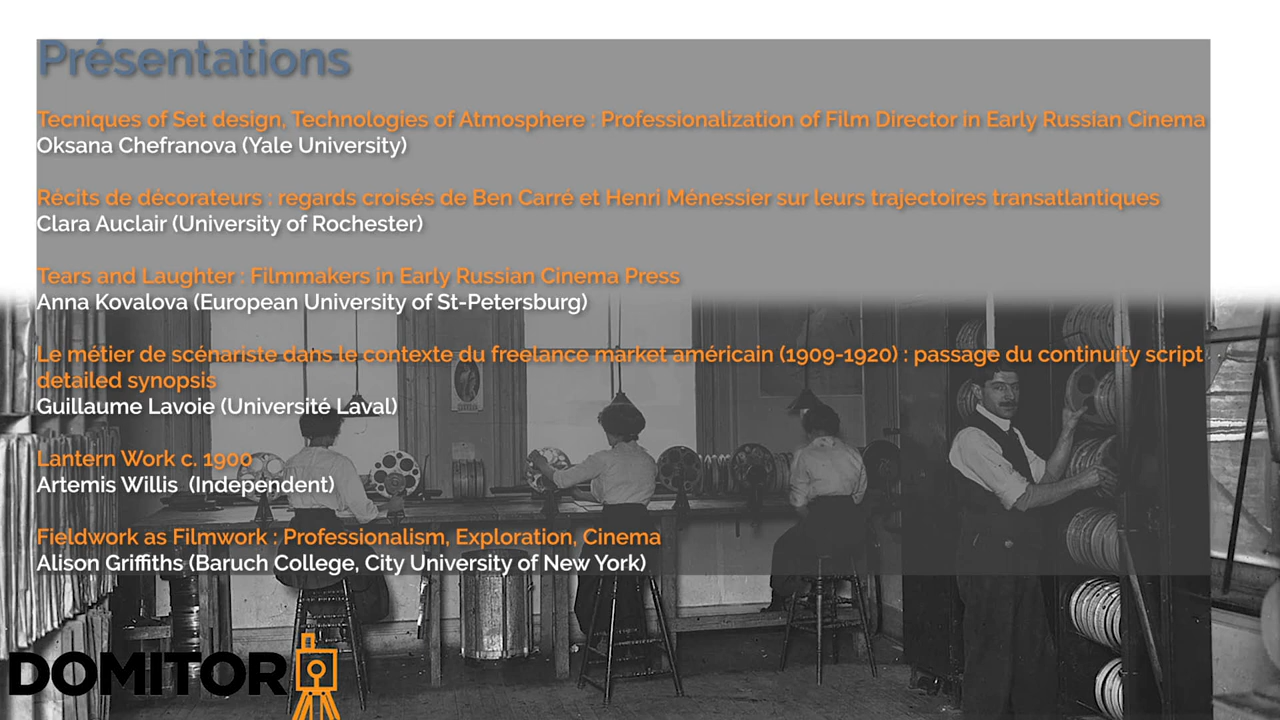 Présentations
Tecniques of Set design, Technologies of Atmosphere : Professionalization of Film Director in Early Russian Cinema
Oksana Chefranova (Yale University)
Récits de décorateurs : regards croisés de Ben Carré et Henri Ménessier sur leurs trajectoires transatlantiques
Clara Auclair (University of Rochester)
Tears and Laughter : Filmmakers in Early Russian Cinema Press
Anna Kovalova (European University of St-Petersburg)
Le métier de scénariste dans le contexte du freelance market américain (1909-1920) : passage du continuity script
detailed synopsis
Guillaume Lavoie (Université Laval)
Lantern Work c. 1900
Artemis Willis  (Independent)
Fieldwork as Filmwork : Professionalism, Exploration, Cinema
Alison Griffiths (Baruch College, City University of New York)
DOMITOR